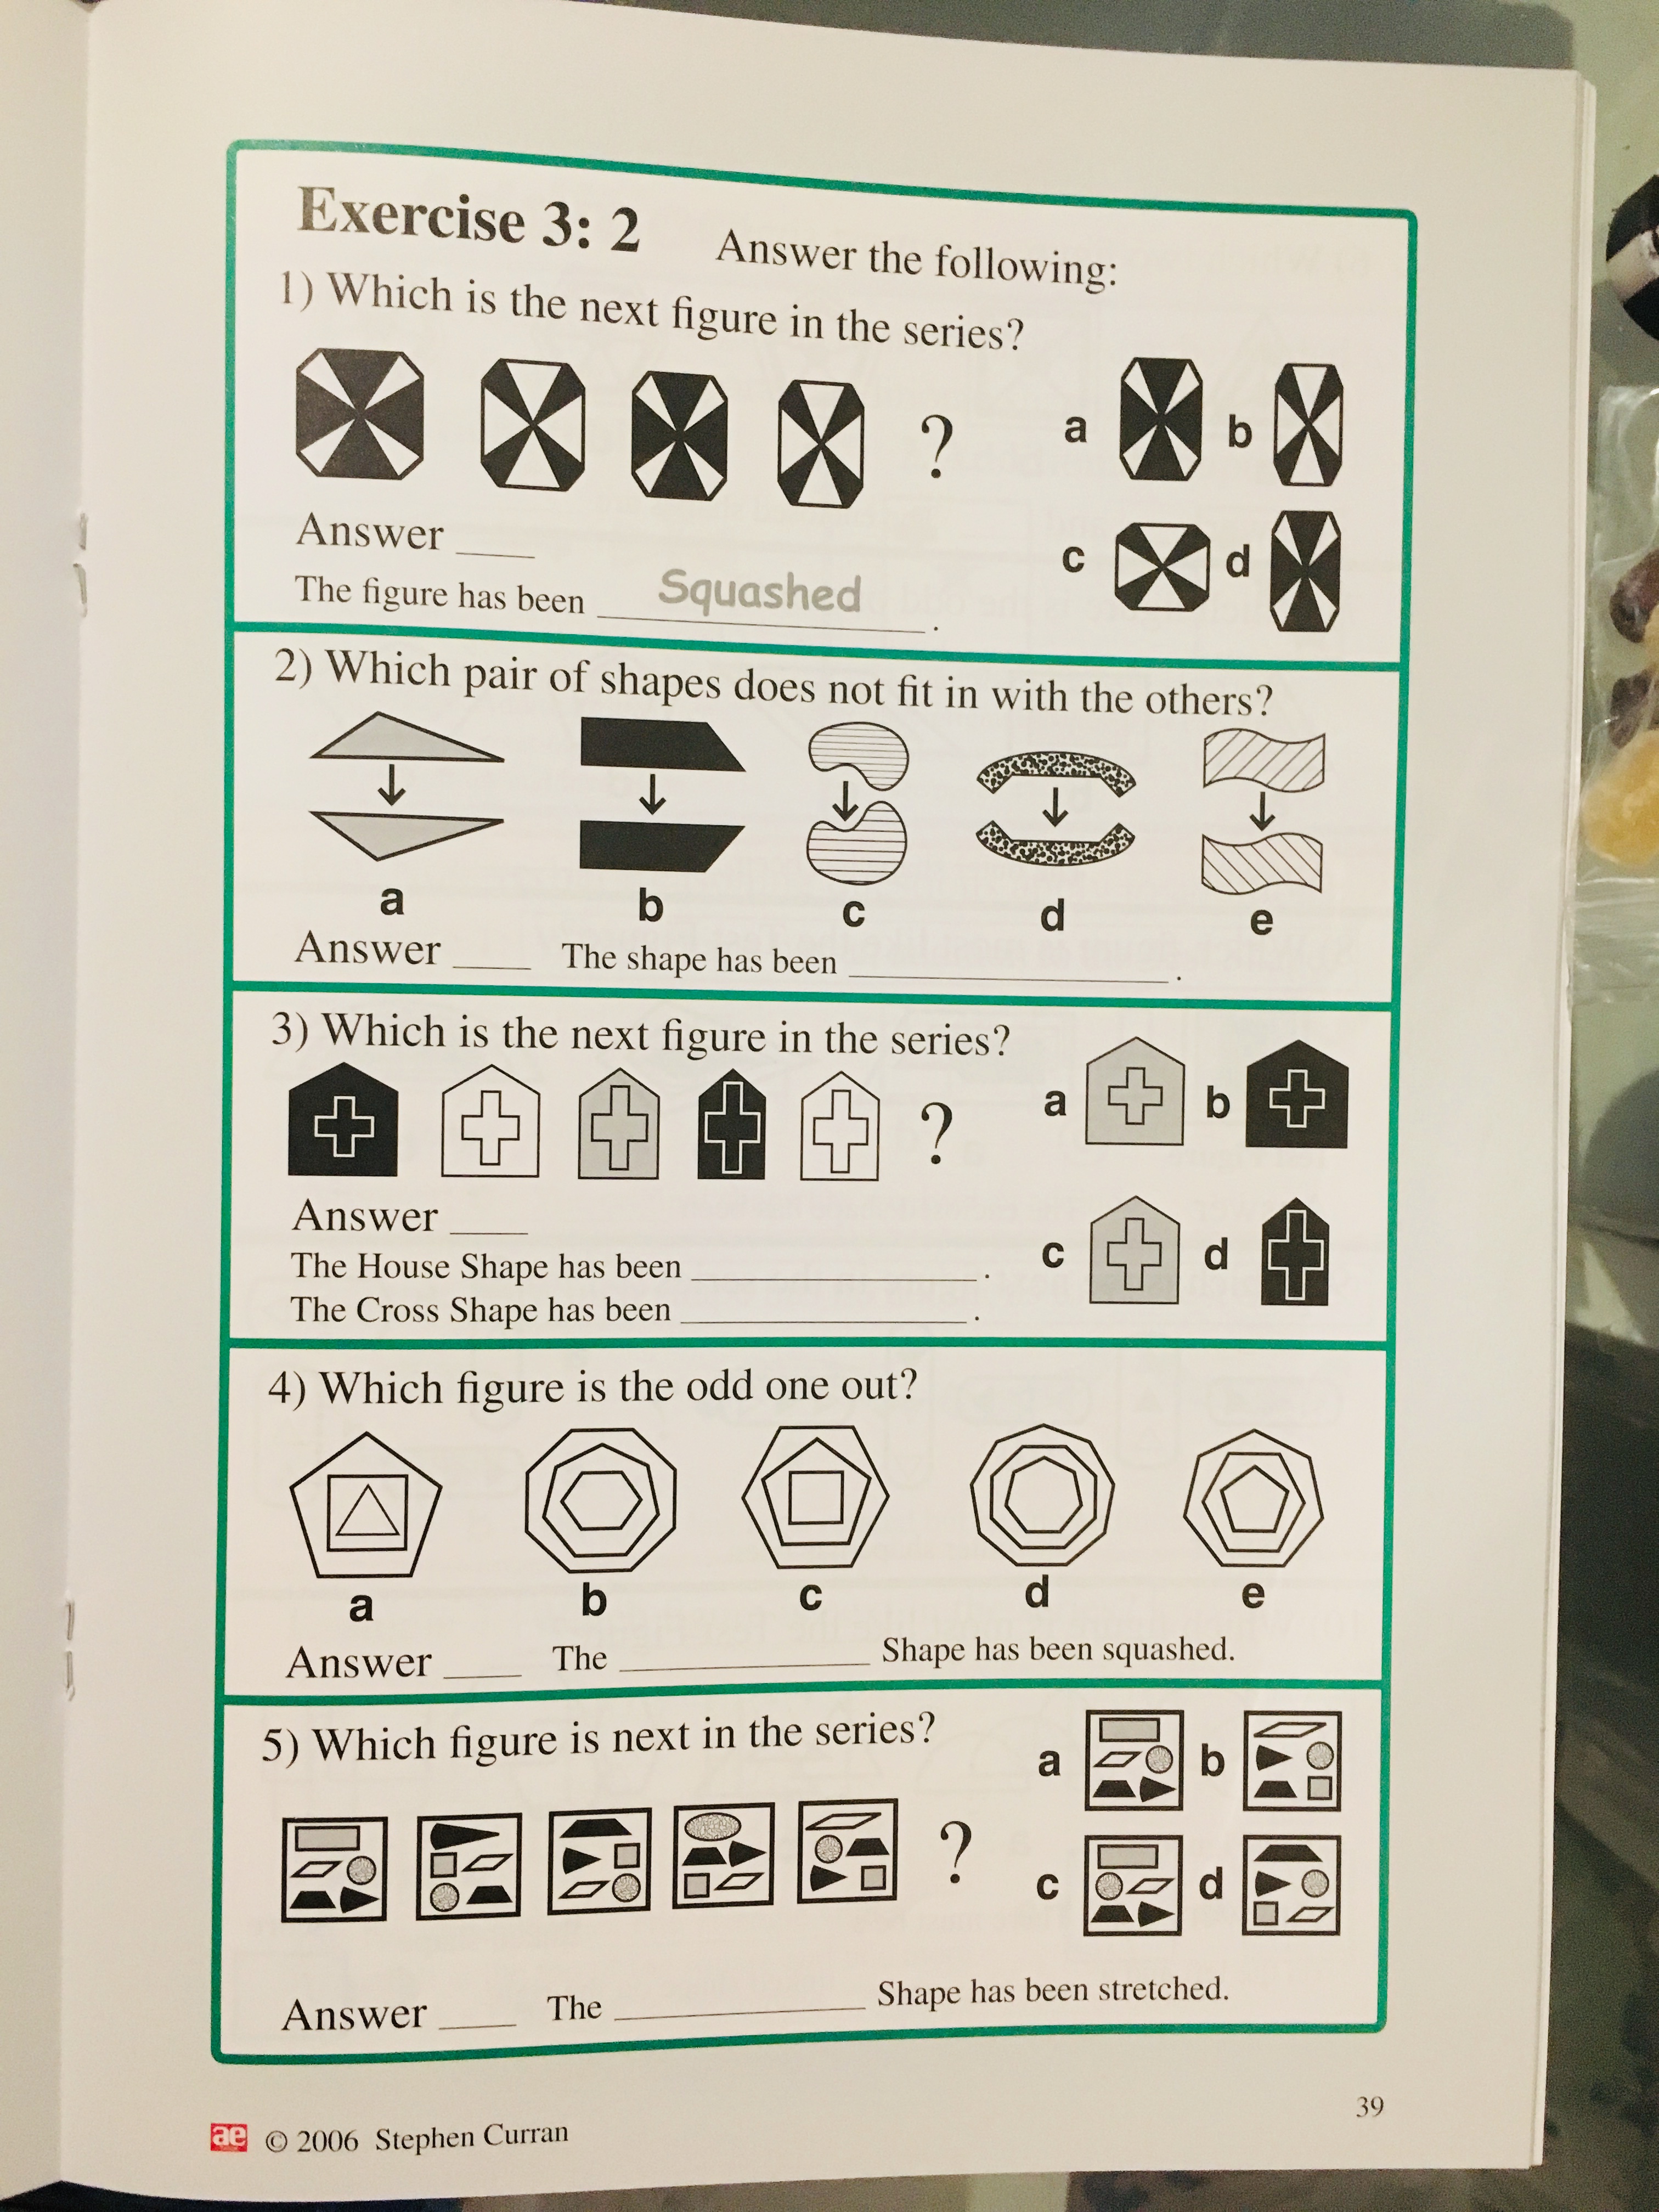 Exercise 3: 2 Answer the following:
1) Which is the next figure in the series?
?
a
b
c
d
Answer ____
The figure has been Squashed.
2) Which pair of shapes does not fit in with the others?
a b c d e
Answer ____ The shape has been ____________.
3) Which is the next figure in the series?
?
a
b
c
d
Answer ____
The House Shape has been ____________.
The Cross Shape has been ____________.
4) Which figure is the odd one out?
a b c d e
Answer ____ The ____________ Shape has been squashed.
5) Which figure is next in the series?
?
a
b
c
d
Answer ____ The ____________ Shape has been stretched.
39
ae © 2006 Stephen Curran